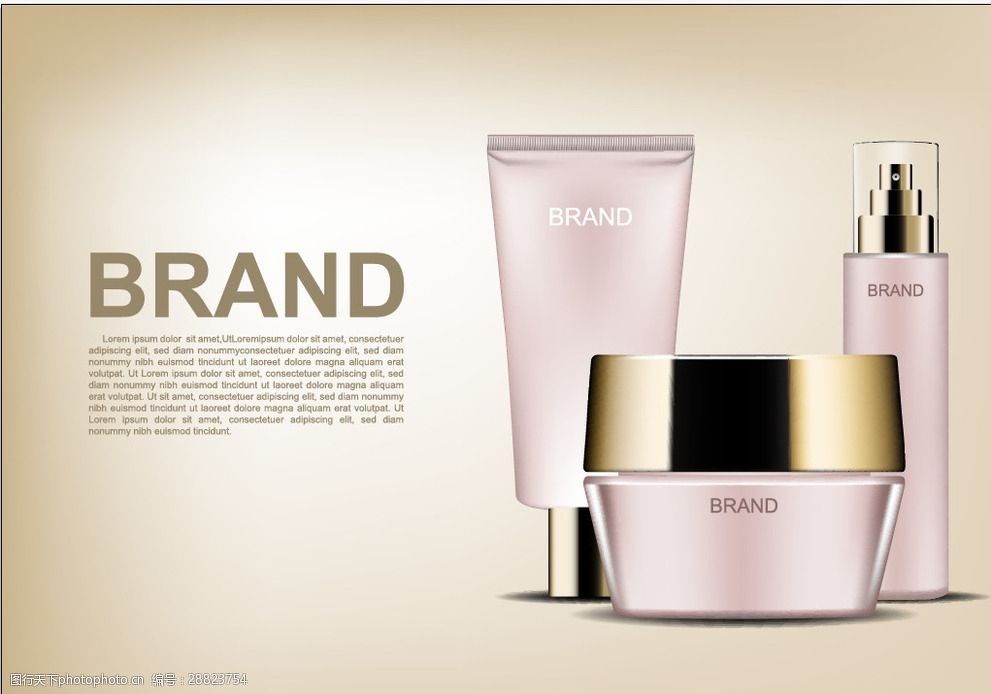 BRAND
Lorem ipsum dolor sit amet,UtLoremipsum dolor sit amet, consectetuer
adipiscing elit, sed diam nonummyconsectetuer adipiscing elit, sed diam
nonummy nibh euismod tincidunt ut laoreet dolore magna aliquam erat
volutpat. Ut Lorem ipsum dolor sit amet, consectetuer adipiscing elit, sed
diam nonummy nibh euismod tincidunt ut laoreet dolore magna aliquam
erat volutpat. Ut sit amet, consectetuer adipiscing elit, sed diam nonummy
nibh euismod tincidunt ut laoreet dolore magna aliquam erat volutpat. Ut
Lorem ipsum dolor sit amet, consectetuer adipiscing elit, sed diam
nonummy nibh euismod tincidunt.
BRAND
BRAND
BRAND
图行天下photophoto.cn 编号：28823754